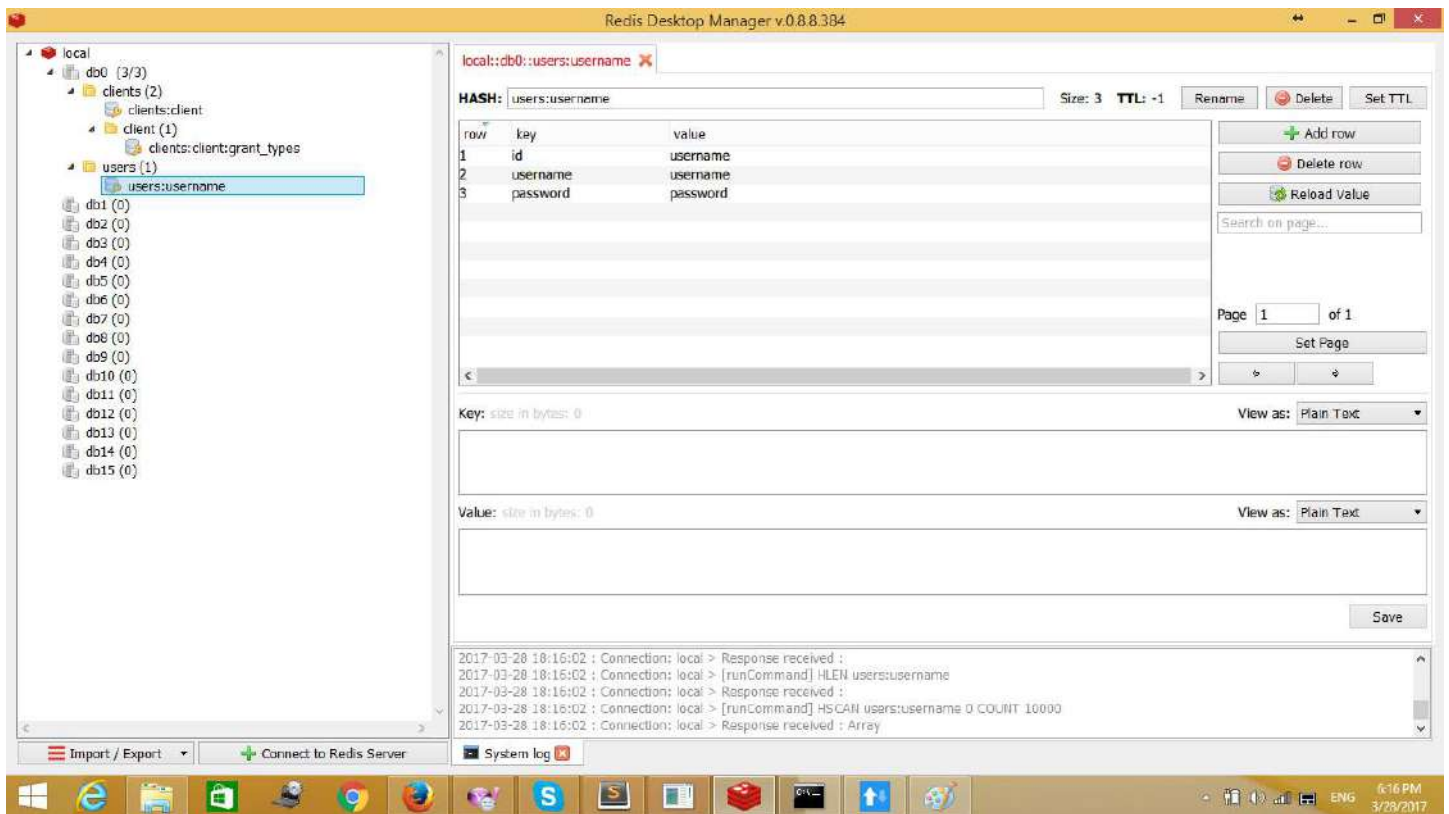 Redis Desktop Manager v.0.8.8.384
local
db0 (3/3)
clients (2)
clients:client
client (1)
clients:client:grant_types
users (1)
users:username
db1 (0)
db2 (0)
db3 (0)
db4 (0)
db5 (0)
db6 (0)
db7 (0)
db8 (0)
db9 (0)
db10 (0)
db11 (0)
db12 (0)
db13 (0)
db14 (0)
db15 (0)
Import / Export
Connect to Redis Server
local::db0::users:username
HASH: users:username Size: 3 TTL: -1 Rename Delete Set TTL
row key value
1 id username
2 username username
3 password password
Add row
Delete row
Reload Value
Search on page...
Page 1 of 1
Set Page
Key: size in bytes: 0 View as: Plain Text
Value: size in bytes: 0 View as: Plain Text
Save
2017-03-28 18:16:02 : Connection: local > Response received :
2017-03-28 18:16:02 : Connection: local > [runCommand] HLEN users:username
2017-03-28 18:16:02 : Connection: local > Response received :
2017-03-28 18:16:02 : Connection: local > [runCommand] HSCAN users:username 0 COUNT 10000
2017-03-28 18:16:02 : Connection: local > Response received : Array
System log
ENG
6:16 PM
3/28/2017